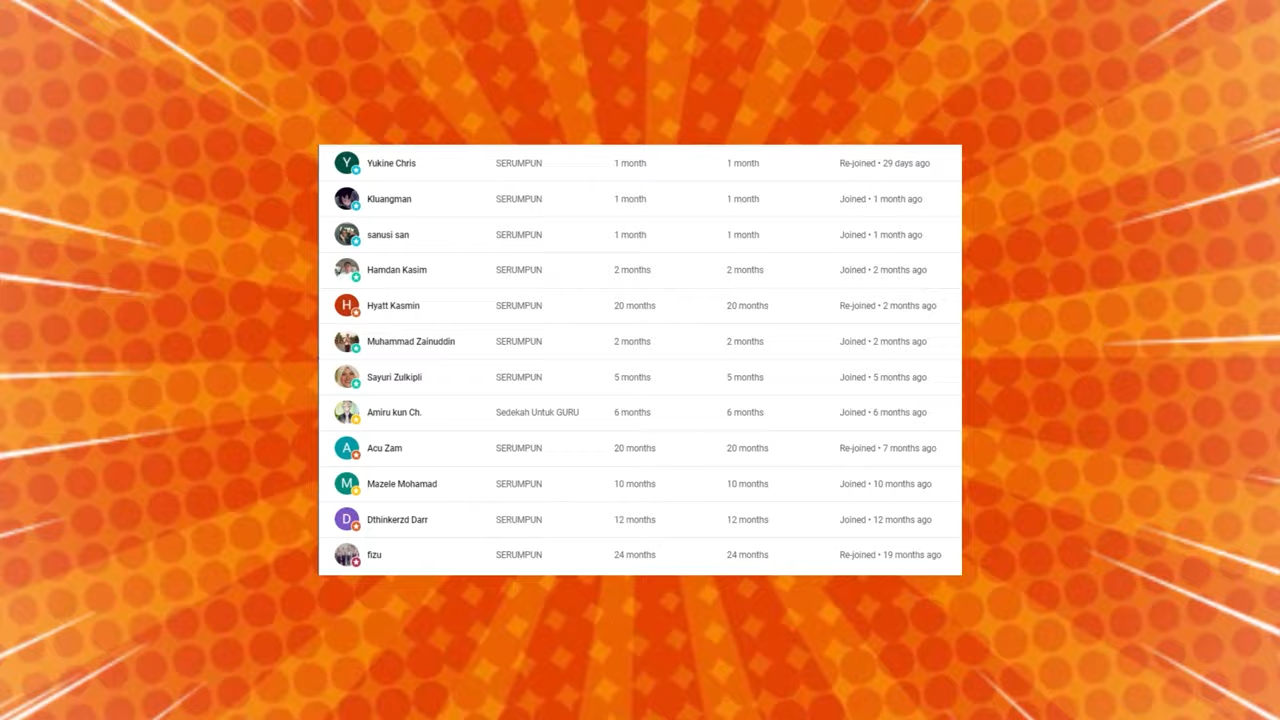 Y Yukine Chris SERUMPUN 1 month 1 month Re-joined • 29 days ago
Kluangman SERUMPUN 1 month 1 month Joined • 1 month ago
sanusi san SERUMPUN 1 month 1 month Joined • 1 month ago
Hamdan Kasim SERUMPUN 2 months 2 months Joined • 2 months ago
H Hyatt Kasmin SERUMPUN 20 months 20 months Re-joined • 2 months ago
Muhammad Zainuddin SERUMPUN 2 months 2 months Joined • 2 months ago
Sayuri Zulkipli SERUMPUN 5 months 5 months Joined • 5 months ago
Amiru kun Ch. Sedekah Untuk GURU 6 months 6 months Joined • 6 months ago
A Acu Zam SERUMPUN 20 months 20 months Re-joined • 7 months ago
M Mazele Mohamad SERUMPUN 10 months 10 months Joined • 10 months ago
D Dthinkerzd Darr SERUMPUN 12 months 12 months Joined • 12 months ago
fizu SERUMPUN 24 months 24 months Re-joined • 19 months ago